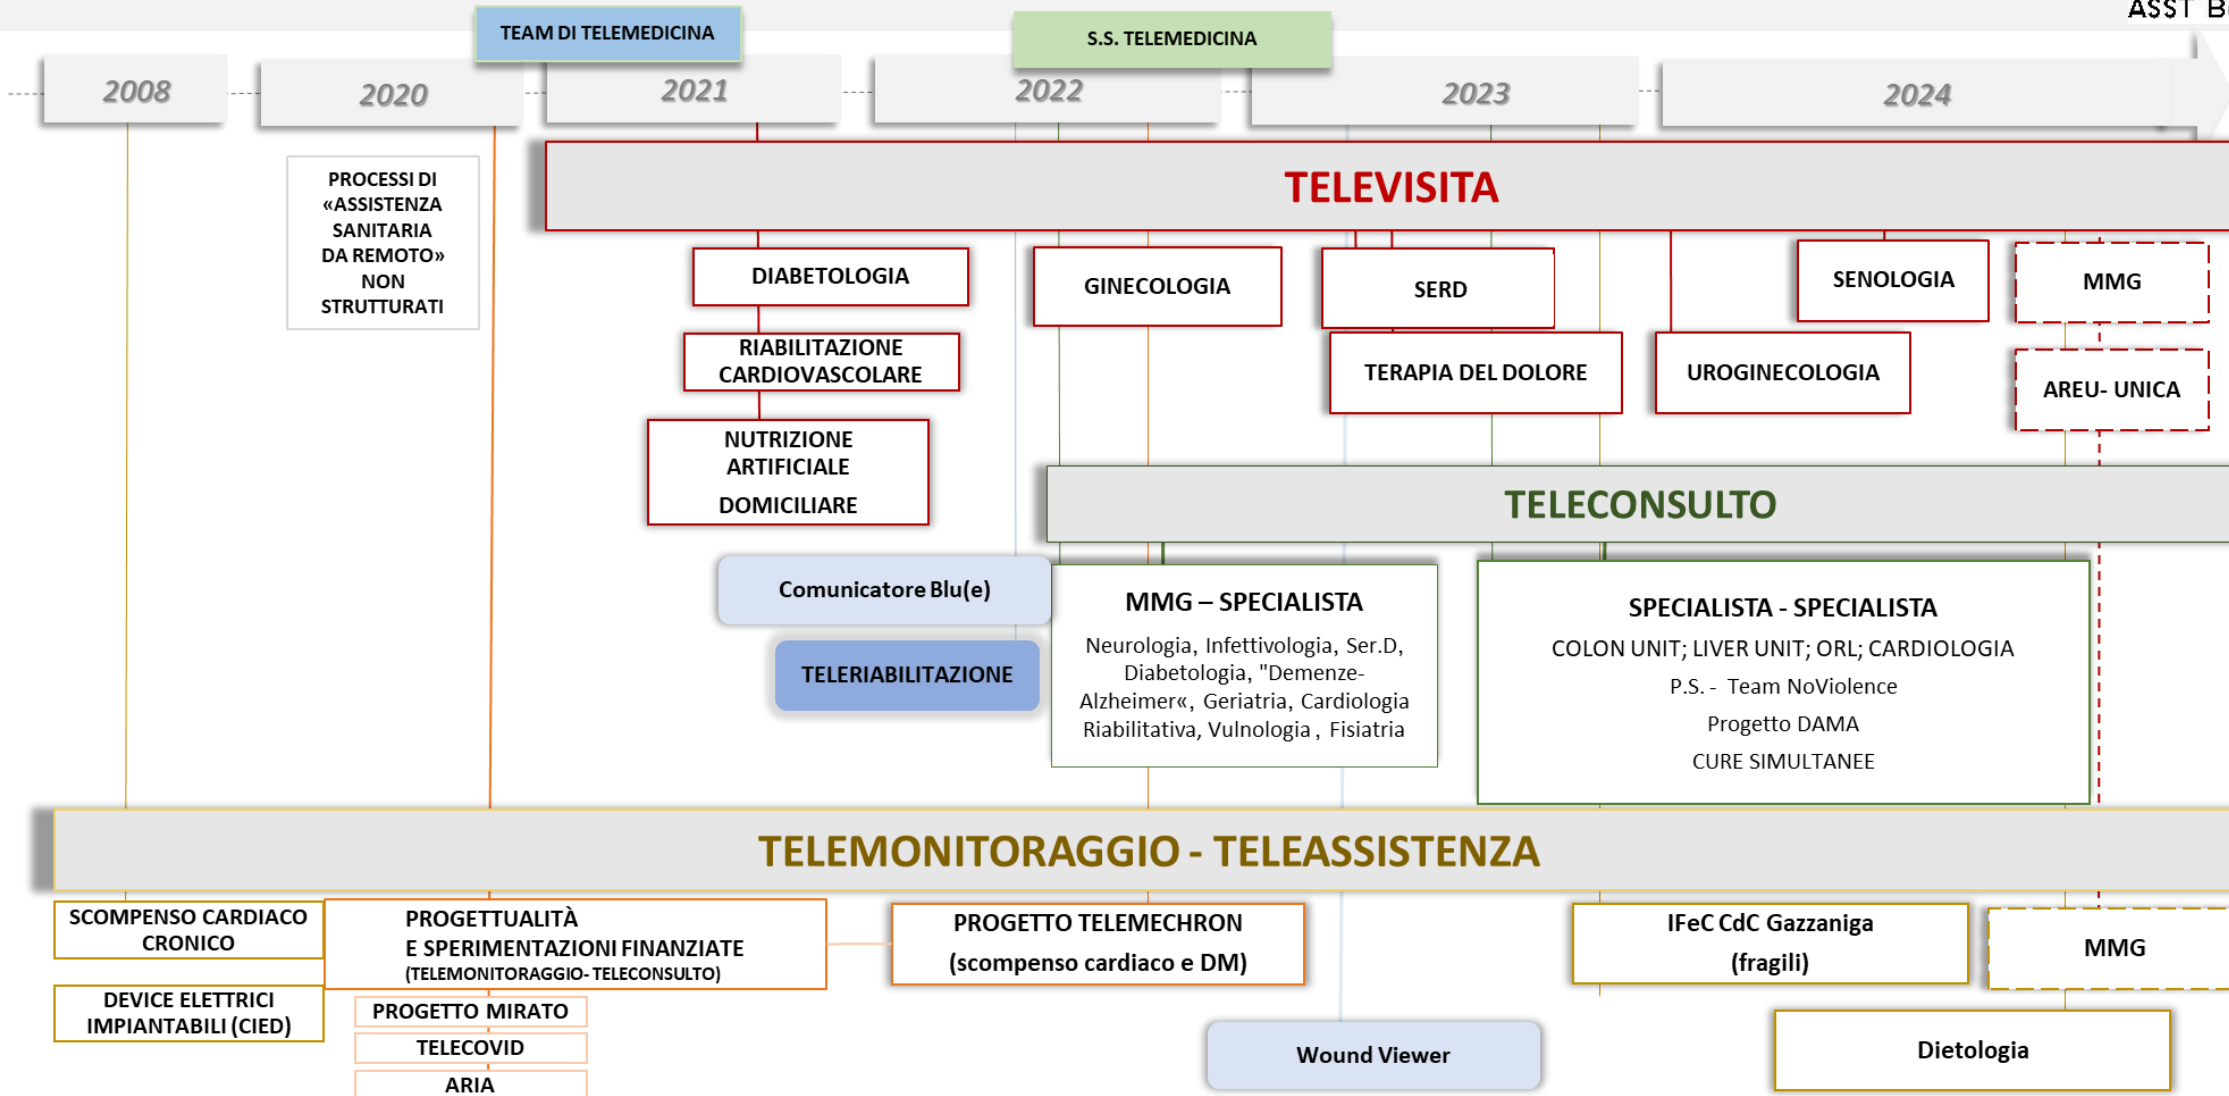 ASST B
TEAM DI TELEMEDICINA
S.S. TELEMEDICINA
2008
2020
2021
2022
2023
2024
PROCESSI DI
«ASSISTENZA
SANITARIA
DA REMOTO»
NON
STRUTTURATI
TELEVISITA
DIABETOLOGIA
RIABILITAZIONE
CARDIOVASCOLARE
NUTRIZIONE
ARTIFICIALE
DOMICILIARE
GINECOLOGIA
SERD
TERAPIA DEL DOLORE
UROGINECOLOGIA
SENOLOGIA
MMG
AREU- UNICA
TELECONSULTO
Comunicatore Blu(e)
TELERIABILITAZIONE
MMG – SPECIALISTA
Neurologia, Infettivologia, Ser.D,
Diabetologia, "Demenze-
Alzheimer«, Geriatria, Cardiologia
Riabilitativa, Vulnologia , Fisiatria
SPECIALISTA - SPECIALISTA
COLON UNIT; LIVER UNIT; ORL; CARDIOLOGIA
P.S. - Team NoViolence
Progetto DAMA
CURE SIMULTANEE
TELEMONITORAGGIO - TELEASSISTENZA
SCOMPENSO CARDIACO
CRONICO
DEVICE ELETTRICI
IMPIANTABILI (CIED)
PROGETTUALITÀ
E SPERIMENTAZIONI FINANZIATE
(TELEMONITORAGGIO- TELECONSULTO)
PROGETTO MIRATO
TELECOVID
ARIA
PROGETTO TELEMECHRON
(scompenso cardiaco e DM)
Wound Viewer
IFeC CdC Gazzaniga
(fragili)
MMG
Dietologia